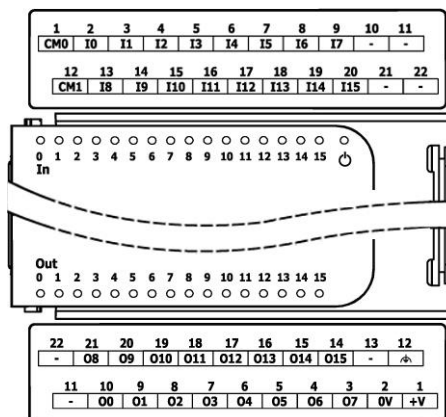 1 2 3 4 5 6 7 8 9 10 11
CM0 I0 I1 I2 I3 I4 I5 I6 I7 - -
12 13 14 15 16 17 18 19 20 21 22
CM1 I8 I9 I10 I11 I12 I13 I14 I15 - -
0 1 2 3 4 5 6 7 8 9 10 11 12 13 14 15
In
Out
0 1 2 3 4 5 6 7 8 9 10 11 12 13 14 15
22 21 20 19 18 17 16 15 14 13 12
- O8 O9 O10 O11 O12 O13 O14 O15 -
11 10 9 8 7 6 5 4 3 2 1
- O0 O1 O2 O3 O4 O5 O6 O7 0V +V